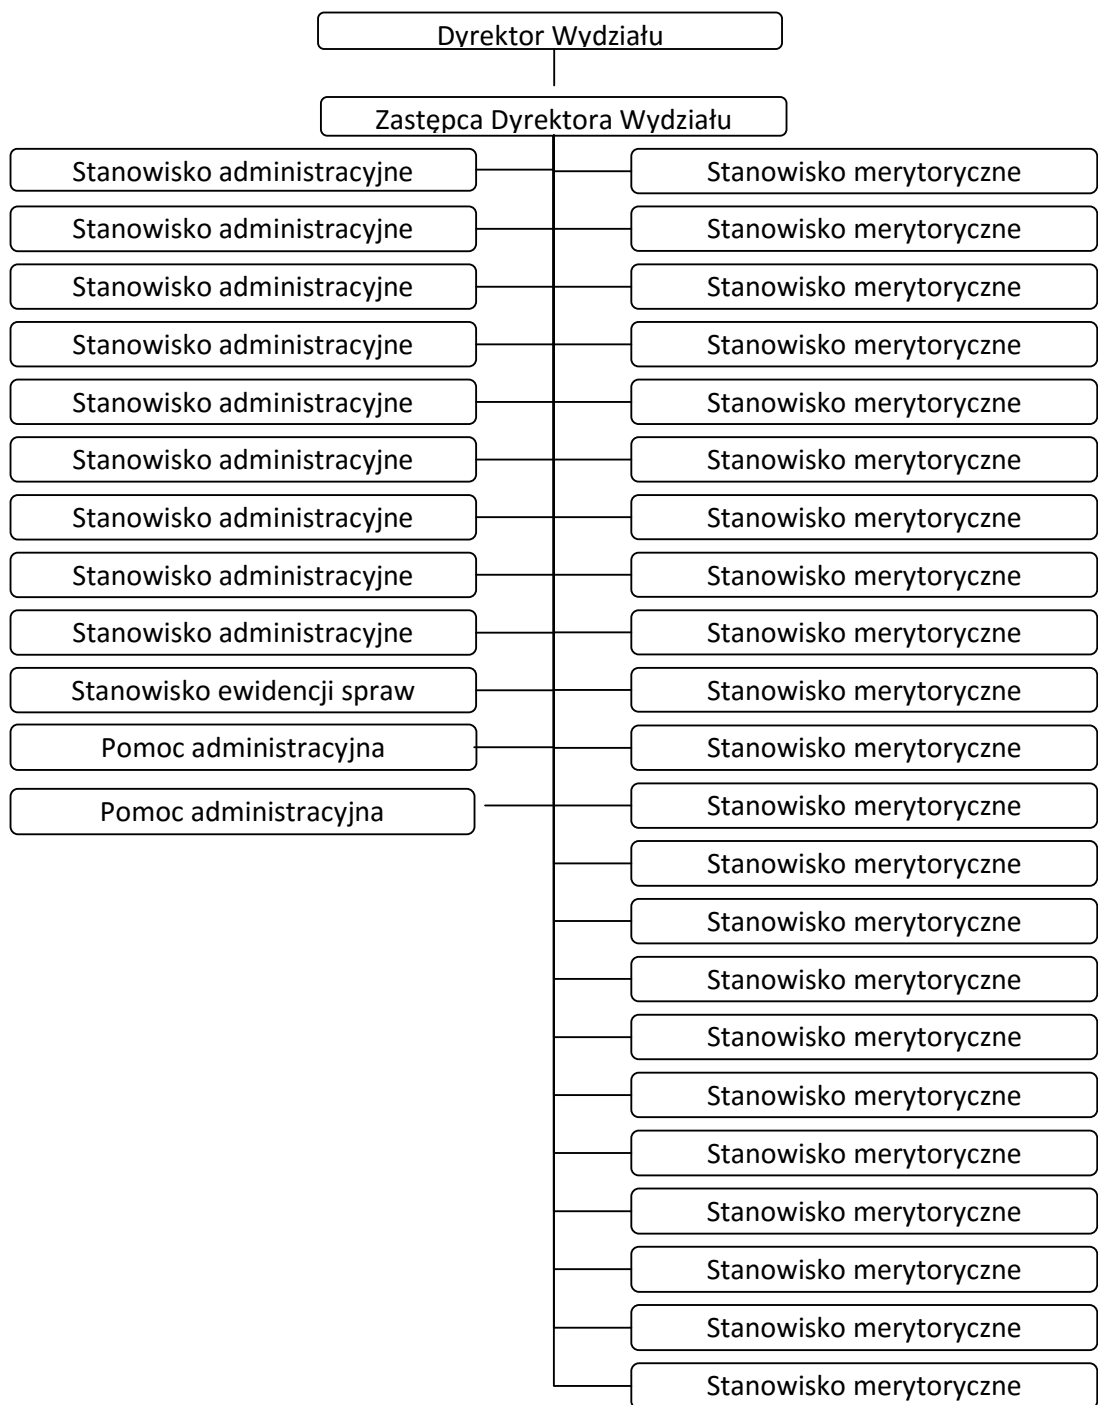 Dyrektor Wydziału
Zastępca Dyrektora Wydziału
Stanowisko administracyjne
Stanowisko merytoryczne
Stanowisko administracyjne
Stanowisko merytoryczne
Stanowisko administracyjne
Stanowisko merytoryczne
Stanowisko administracyjne
Stanowisko merytoryczne
Stanowisko administracyjne
Stanowisko merytoryczne
Stanowisko administracyjne
Stanowisko merytoryczne
Stanowisko administracyjne
Stanowisko merytoryczne
Stanowisko administracyjne
Stanowisko merytoryczne
Stanowisko administracyjne
Stanowisko merytoryczne
Stanowisko ewidencji spraw
Stanowisko merytoryczne
Pomoc administracyjna
Stanowisko merytoryczne
Pomoc administracyjna
Stanowisko merytoryczne
Stanowisko merytoryczne
Stanowisko merytoryczne
Stanowisko merytoryczne
Stanowisko merytoryczne
Stanowisko merytoryczne
Stanowisko merytoryczne
Stanowisko merytoryczne
Stanowisko merytoryczne
Stanowisko merytoryczne
Stanowisko merytoryczne